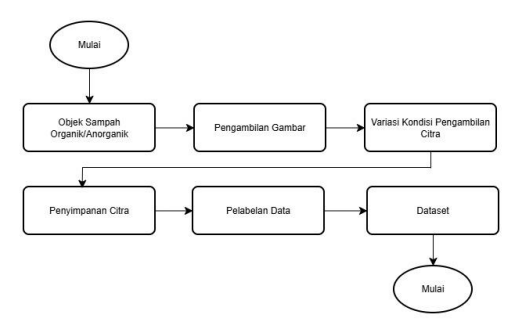 Mulai
Objek Sampah
Organik/Anorganik
Pengambilan Gambar
Variasi Kondisi Pengambilan
Citra
Penyimpanan Citra
Pelabelan Data
Dataset
Mulai